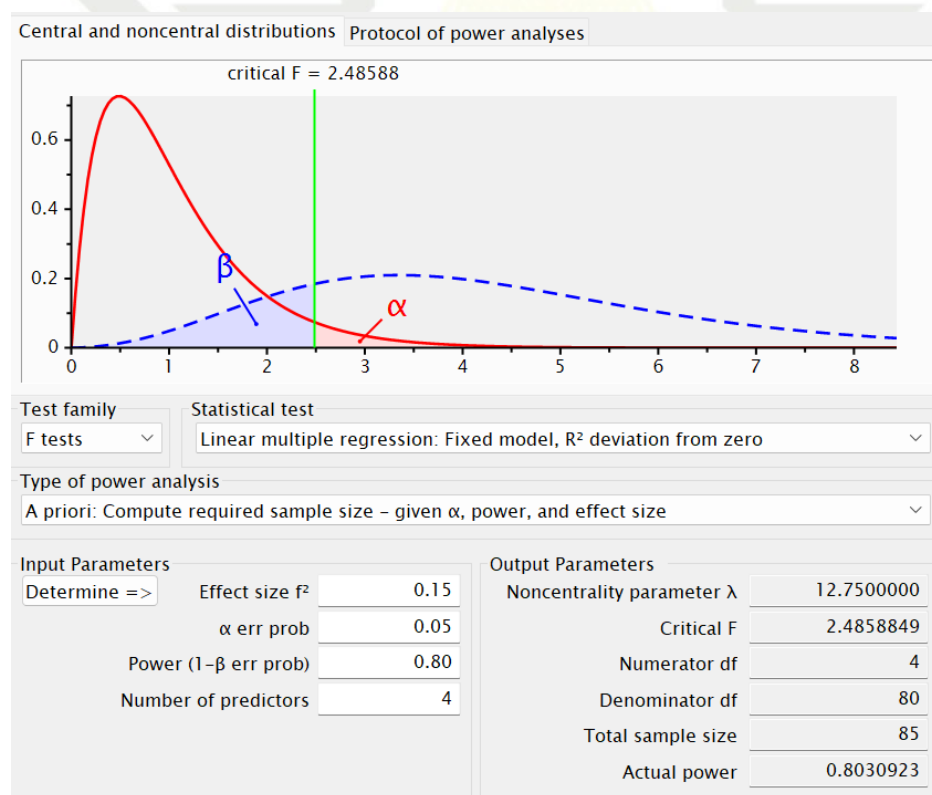 Central and noncentral distributions Protocol of power analyses
critical F = 2.48588
0.6
0.4
β
0.2
α
0
0 1 2 3 4 5 6 7 8
Test family Statistical test
F tests Linear multiple regression: Fixed model, R² deviation from zero
Type of power analysis
A priori: Compute required sample size – given α, power, and effect size
Input Parameters Output Parameters
Determine => Effect size f² 0.15 Noncentrality parameter λ 12.7500000
α err prob 0.05 Critical F 2.4858849
Power (1–β err prob) 0.80 Numerator df 4
Number of predictors 4 Denominator df 80
Total sample size 85
Actual power 0.8030923